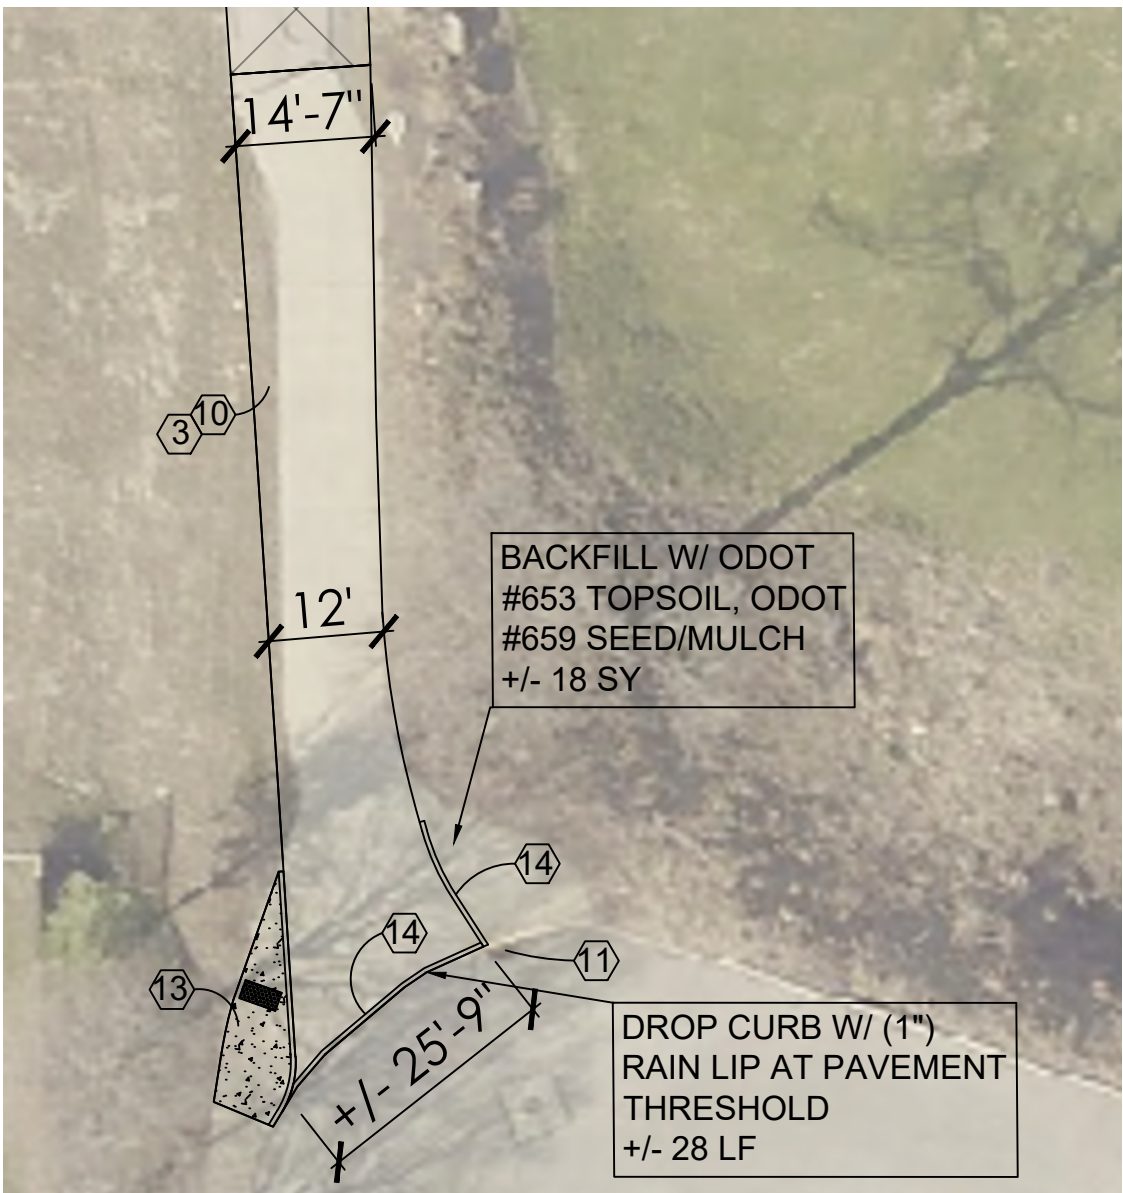 14'-7"
10
3
BACKFILL W/ ODOT
#653 TOPSOIL, ODOT
#659 SEED/MULCH
+/- 18 SY
12'
14
14
11
13
+/- 25'-9"
DROP CURB W/ (1")
RAIN LIP AT PAVEMENT
THRESHOLD
+/- 28 LF